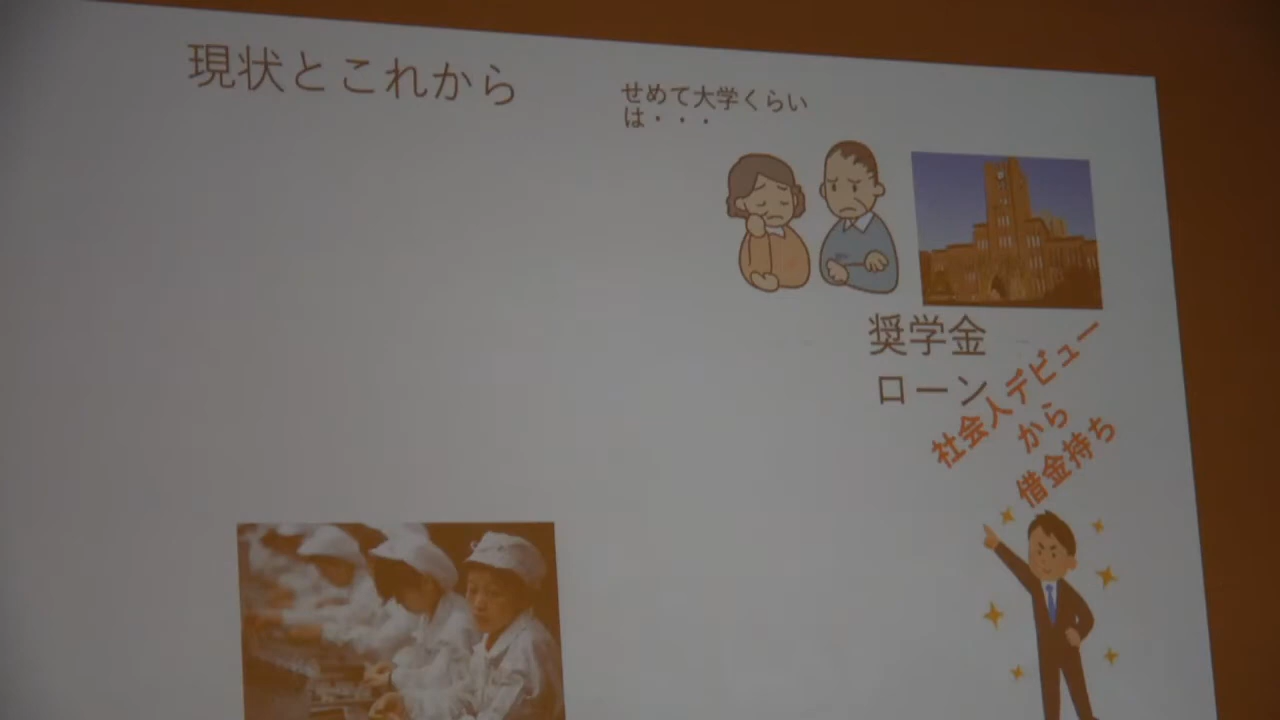 現状とこれから
せめて大学くらい
は・・・
奨学金
ローン
社会人デビュー
から
借金持ち